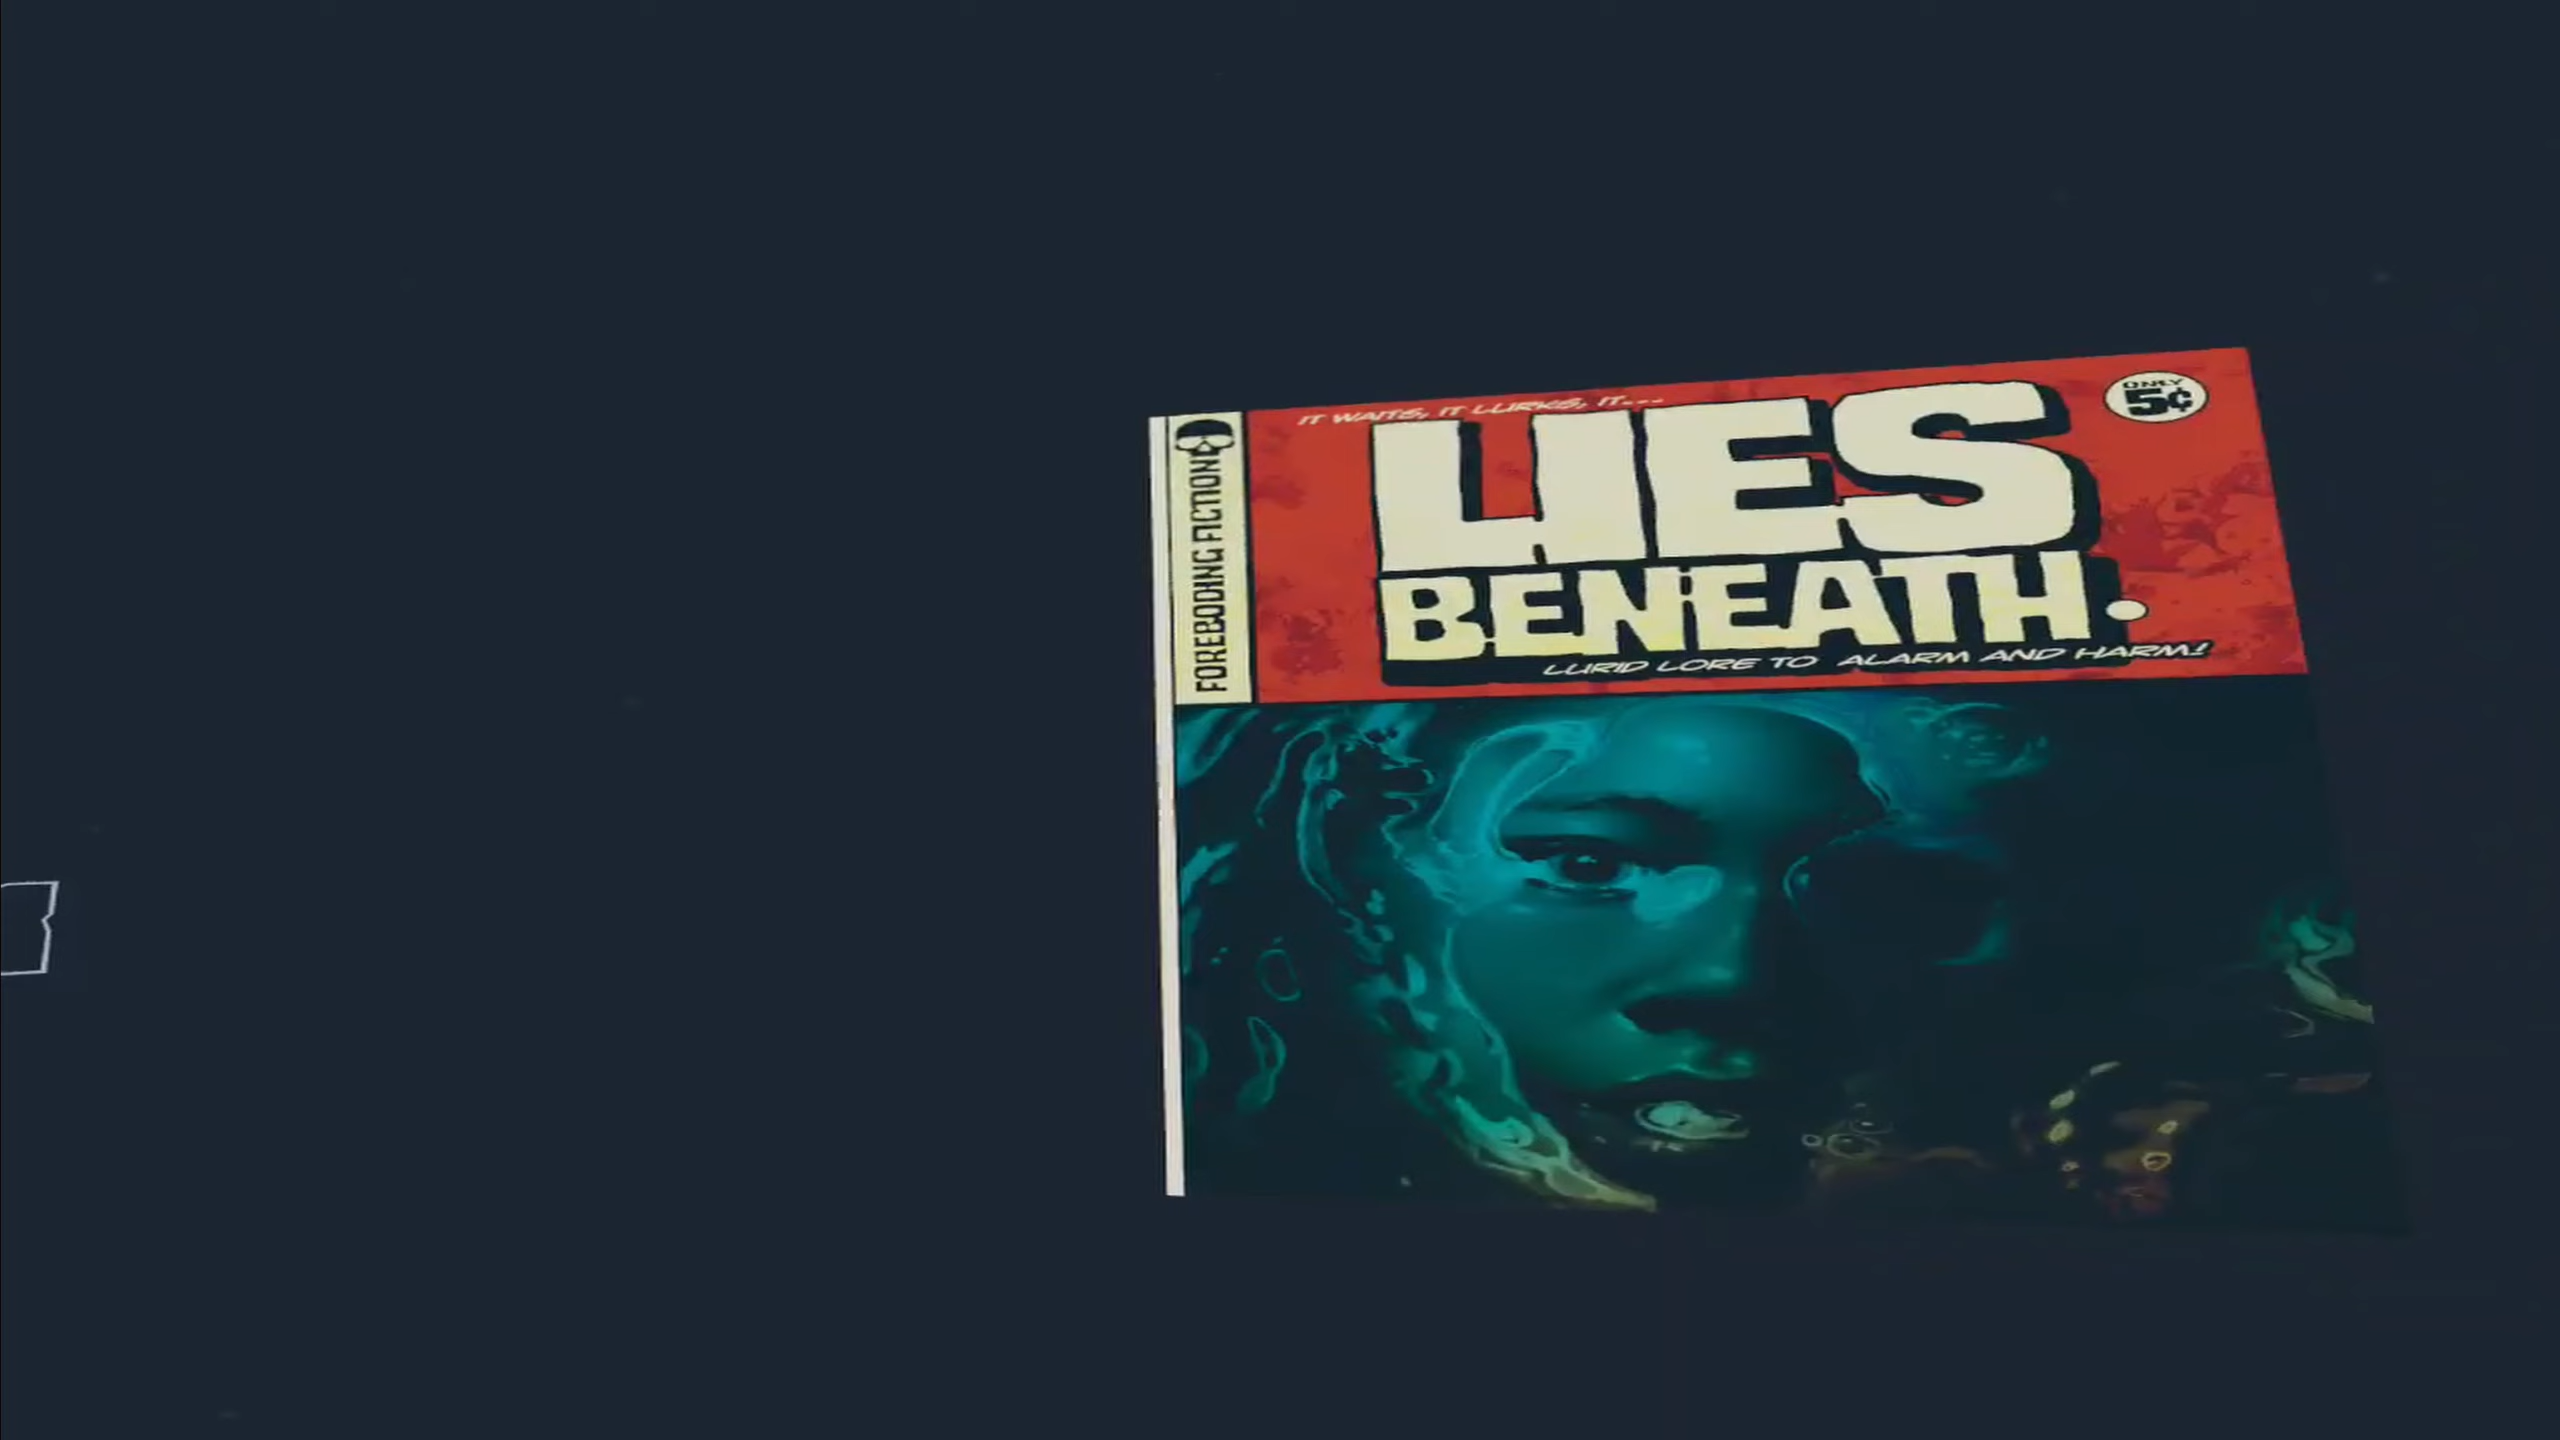 IT WAITS, IT LURKS, IT...
ONLY
5¢
LIES
BENEATH.
LURID LORE TO ALARM AND HARM!
FOREBODING FICTION